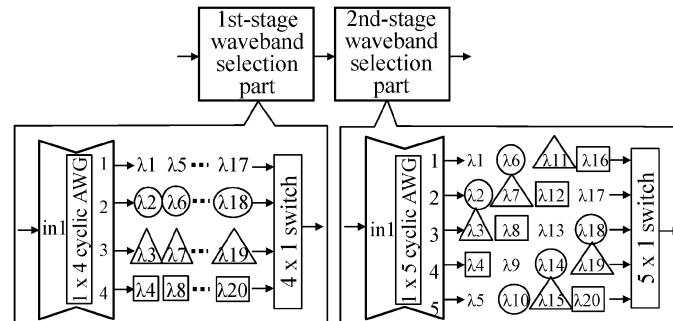 1st-stage
waveband
selection
part
2nd-stage
waveband
selection
part
in1
1 x 4 cyclic AWG
1 λ1 λ5 ··· λ17
2 λ2 λ6 ··· λ18
3 λ3 λ7 ··· λ19
4 λ4 λ8 ··· λ20
4 x 1 switch
in1
1 x 5 cyclic AWG
1 λ1 λ6 λ11 λ16
2 λ2 λ7 λ12 λ17
3 λ3 λ8 λ13 λ18
4 λ4 λ9 λ14 λ19
5 λ5 λ10 λ15 λ20
5 x 1 switch